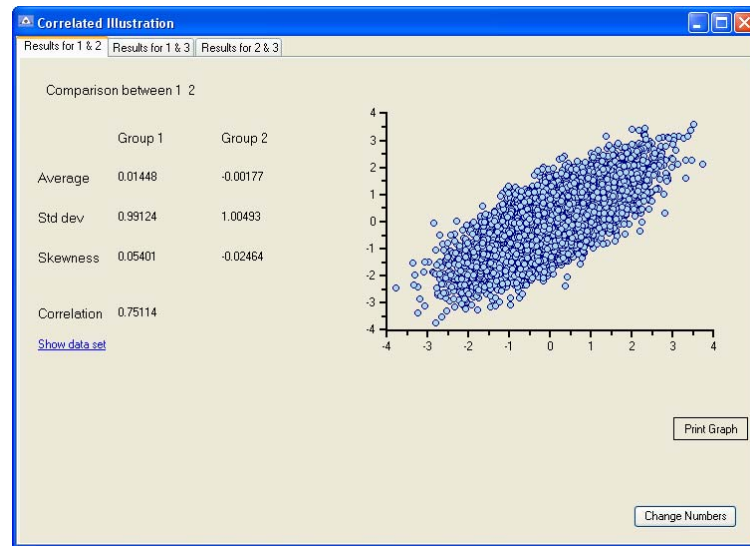 Correlated Illustration
Results for 1 & 2 Results for 1 & 3 Results for 2 & 3
Comparison between 1 2
Group 1 Group 2
Average 0.01448 -0.00177
Std dev 0.99124 1.00493
Skewness 0.05401 -0.02464
Correlation 0.75114
Show data set
4
3
2
1
0
-1
-2
-3
-4
-4 -3 -2 -1 0 1 2 3 4
Print Graph
Change Numbers